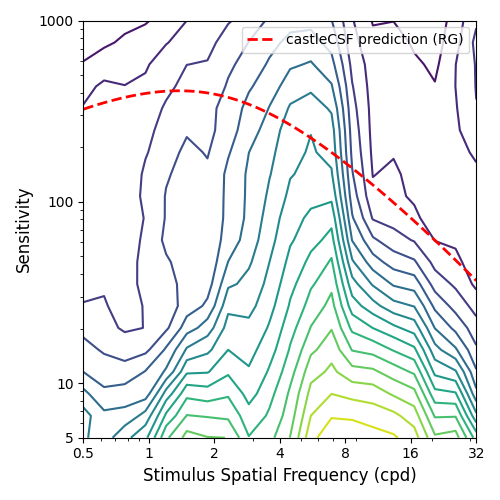 castleCSF prediction (RG)
1000
100
10
5
Sensitivity
0.5 1 2 4 8 16 32
Stimulus Spatial Frequency (cpd)